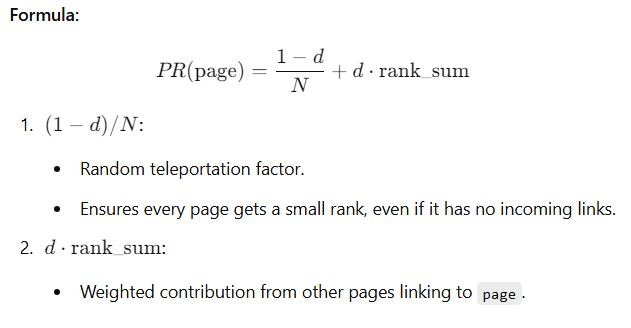 Formula:
PR(page) = \frac{1 - d}{N} + d · rank_sum
1. (1 − d)/N:
• Random teleportation factor.
• Ensures every page gets a small rank, even if it has no incoming links.
2. d · rank_sum:
• Weighted contribution from other pages linking to page .